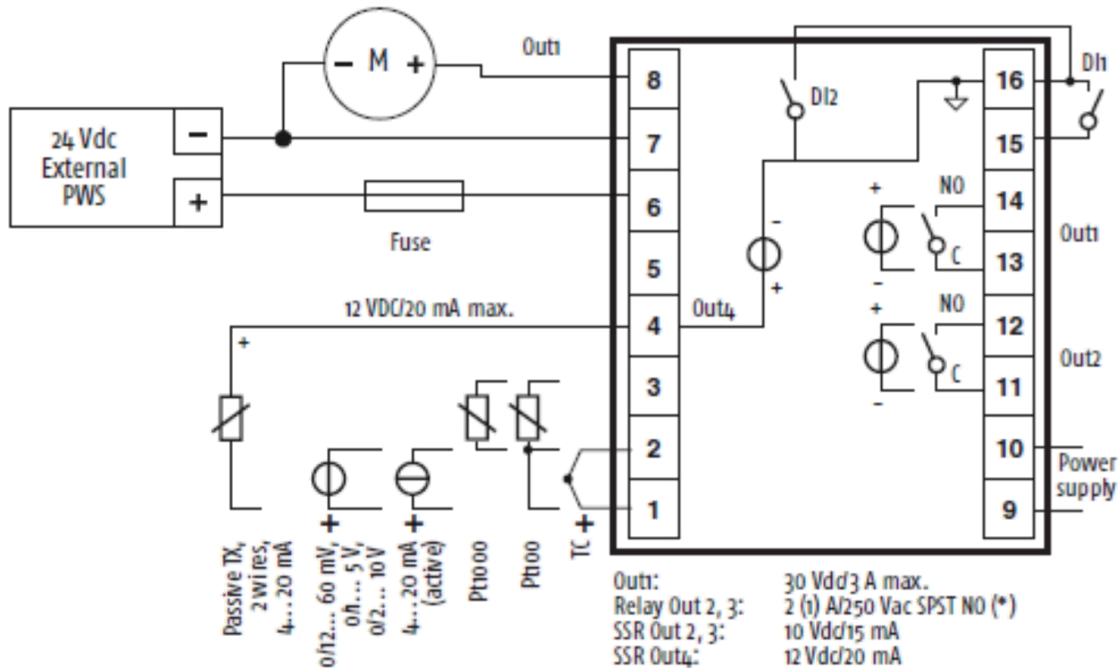 Out1
- M +
24 Vdc
External
PWS
-
+
Fuse
12 VDC/20 mA max.
+
Passive TX,
2 wires,
4... 20 mA
0/12... 60 mV,
0/1... 5 V,
0/2... 10 V
+
4... 20 mA
(active)
+
Pt1000
Pt100
TC +
8
7
6
5
4
3
2
1
Out4
-
+
DI2
DI1
16
15
14
13
12
11
10
9
+
NO
C
-
Out1
+
NO
C
-
Out2
Power
supply
Out1: 30 Vdc/3 A max.
Relay Out 2, 3: 2 (1) A/250 Vac SPST NO (*)
SSR Out 2, 3: 10 Vdc/15 mA
SSR Out4: 12 Vdc/20 mA